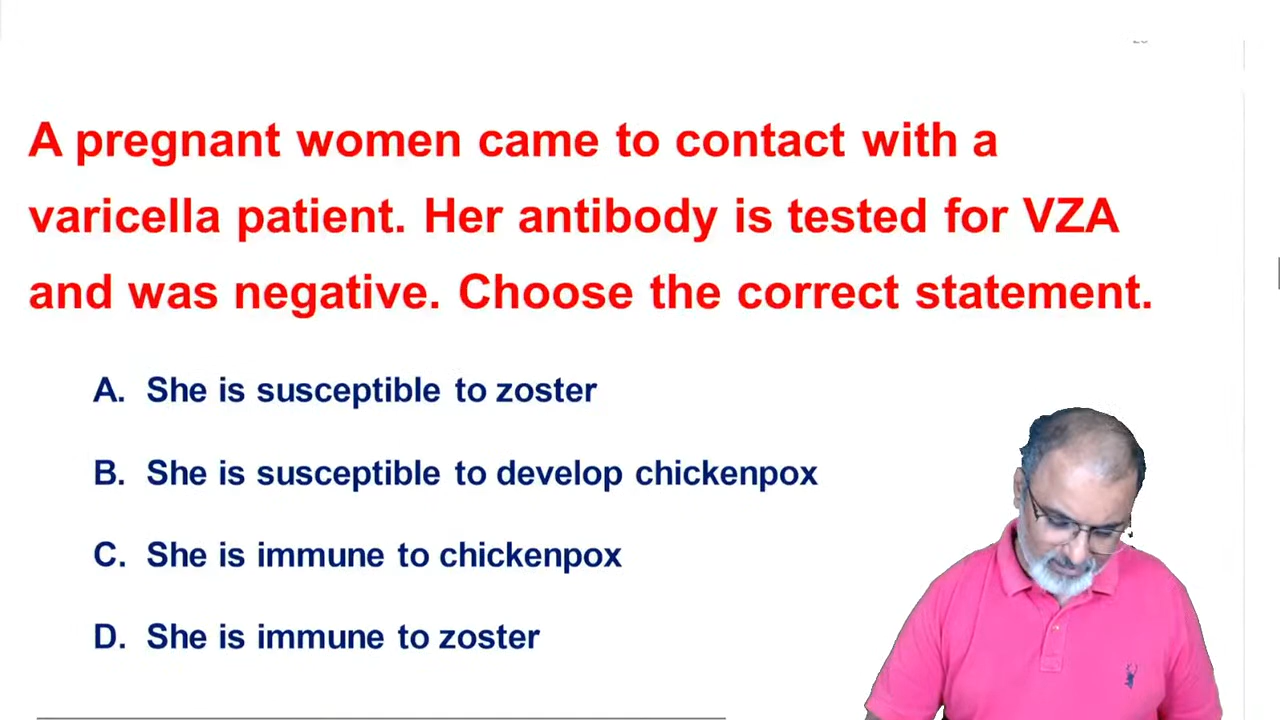 A pregnant women came to contact with a
varicella patient. Her antibody is tested for VZA
and was negative. Choose the correct statement.
A. She is susceptible to zoster
B. She is susceptible to develop chickenpox
C. She is immune to chickenpox
D. She is immune to zoster